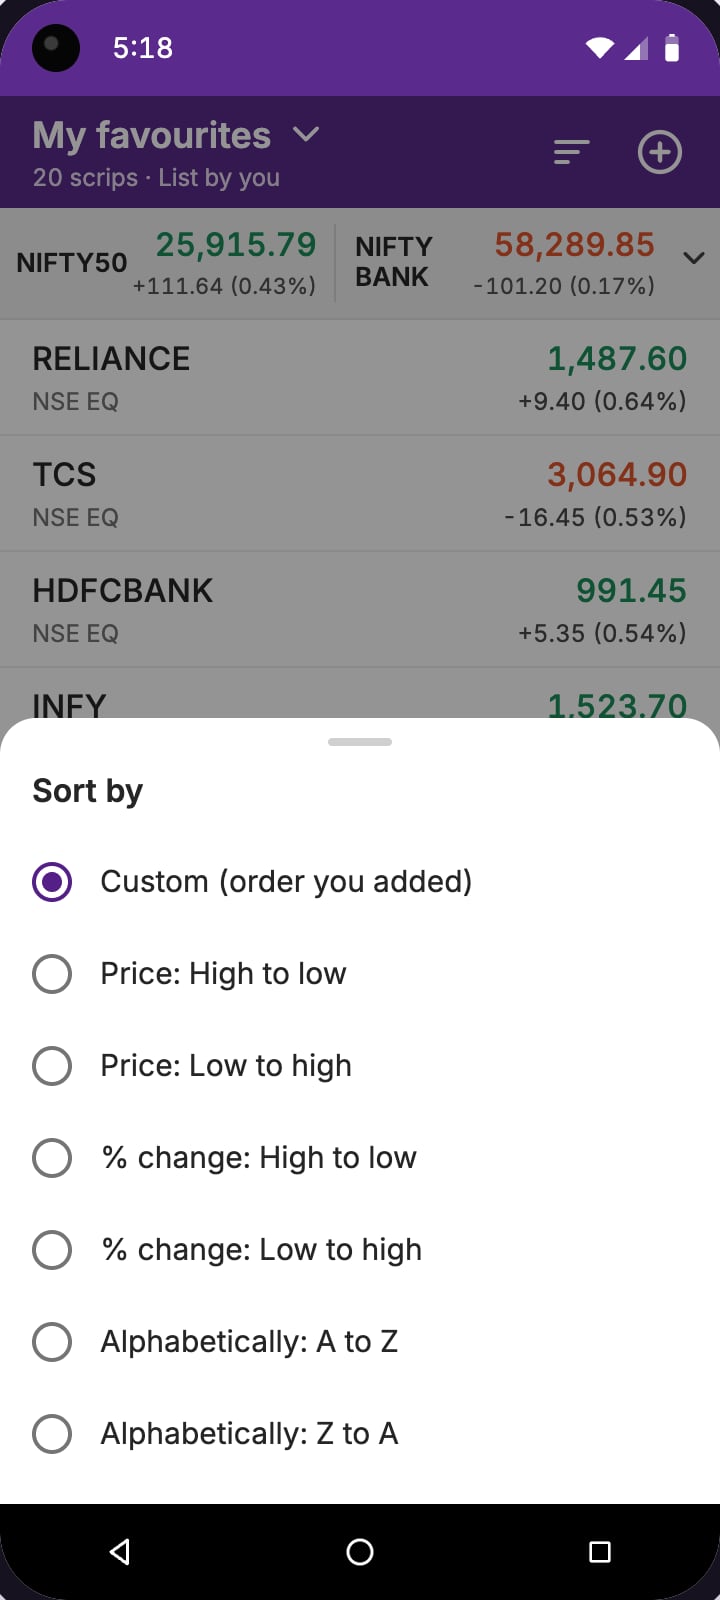 5:18
My favourites
20 scrips · List by you
NIFTY50
25,915.79
+111.64 (0.43%)
NIFTY
BANK
58,289.85
-101.20 (0.17%)
RELIANCE
1,487.60
NSE EQ
+9.40 (0.64%)
TCS
3,064.90
NSE EQ
-16.45 (0.53%)
HDFCBANK
991.45
NSE EQ
+5.35 (0.54%)
INFY
1,523.70
Sort by
Custom (order you added)
Price: High to low
Price: Low to high
% change: High to low
% change: Low to high
Alphabetically: A to Z
Alphabetically: Z to A